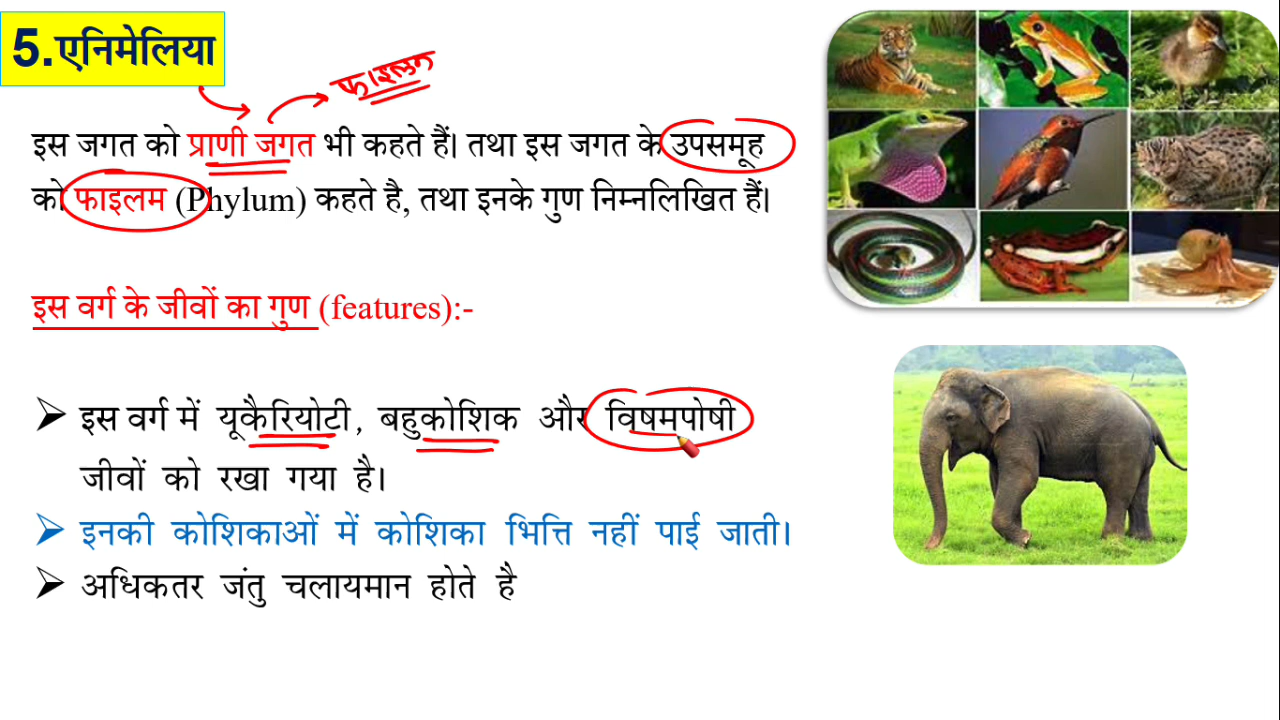 5.एनिमेलिया
फाइलम
इस जगत को प्राणी जगत भी कहते हैं। तथा इस जगत के उपसमूह
को फाइलम (Phylum) कहते है, तथा इनके गुण निम्नलिखित हैं।
इस वर्ग के जीवों का गुण (features):-
➢ इस वर्ग में यूकैरियोटी, बहुकोशिक और विषमपोषी
जीवों को रखा गया है।
➢ इनकी कोशिकाओं में कोशिका भित्ति नहीं पाई जाती।
➢ अधिकतर जंतु चलायमान होते है